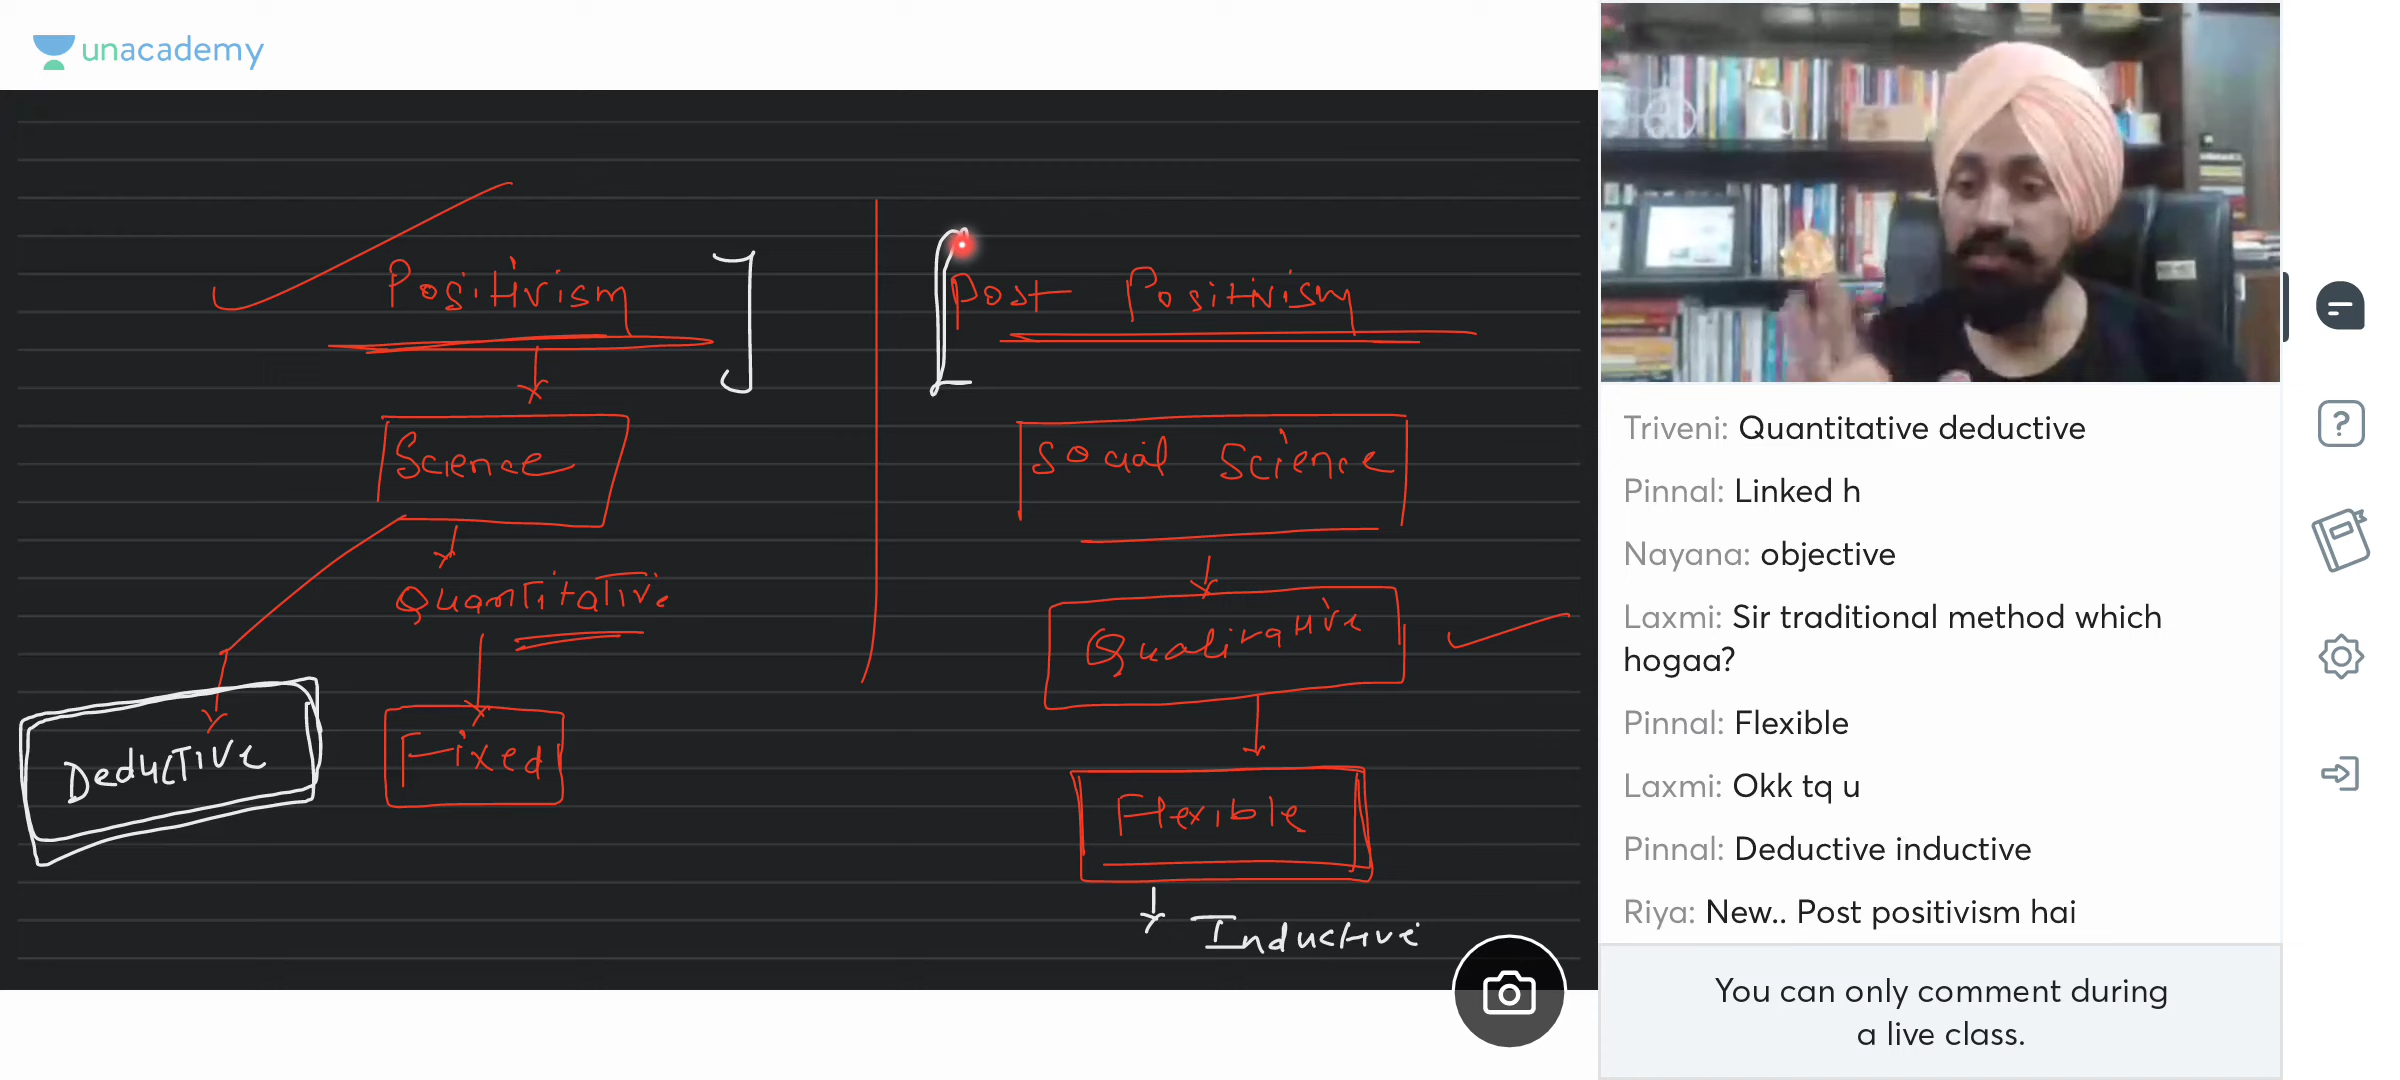 unacademy
Positivism
Science
Quantitative
Deductive
Fixed
Post Positivism
Social Science
Qualitative
Flexible
Inductive
Triveni: Quantitative deductive
Pinnal: Linked h
Nayana: objective
Laxmi: Sir traditional method which
hogaa?
Pinnal: Flexible
Laxmi: Okk tq u
Pinnal: Deductive inductive
Riya: New.. Post positivism hai
You can only comment during
a live class.
?